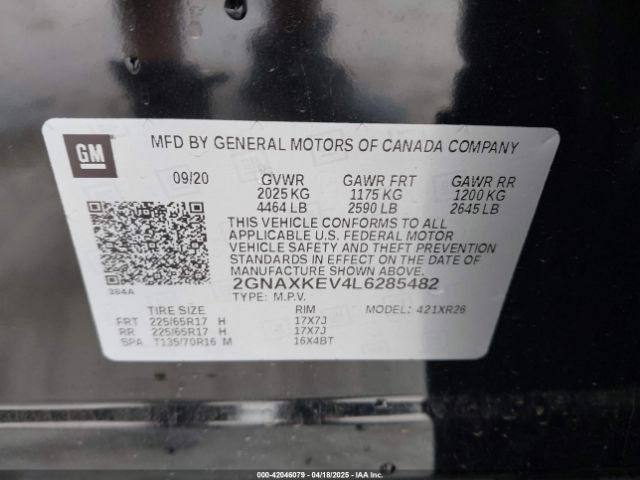 GM
MFD BY GENERAL MOTORS OF CANADA COMPANY
09/20 GVWR GAWR FRT GAWR RR
2025 KG 1175 KG 1200 KG
4464 LB 2590 LB 2645 LB
THIS VEHICLE CONFORMS TO ALL
APPLICABLE U.S. FEDERAL MOTOR
VEHICLE SAFETY AND THEFT PREVENTION
STANDARDS IN EFFECT ON THE DATE OF
MANUFACTURE SHOWN ABOVE.
384A
2GNAXKEV4L6285482
TYPE: M.P.V. MODEL: 421XR26
TIRE SIZE RIM
FRT 225/65R17 H 17X7J
RR 225/65R17 H 17X7J
SPA T135/70R16 M 16X4BT
000-42046079 - 04/18/2025 - IAA Inc.